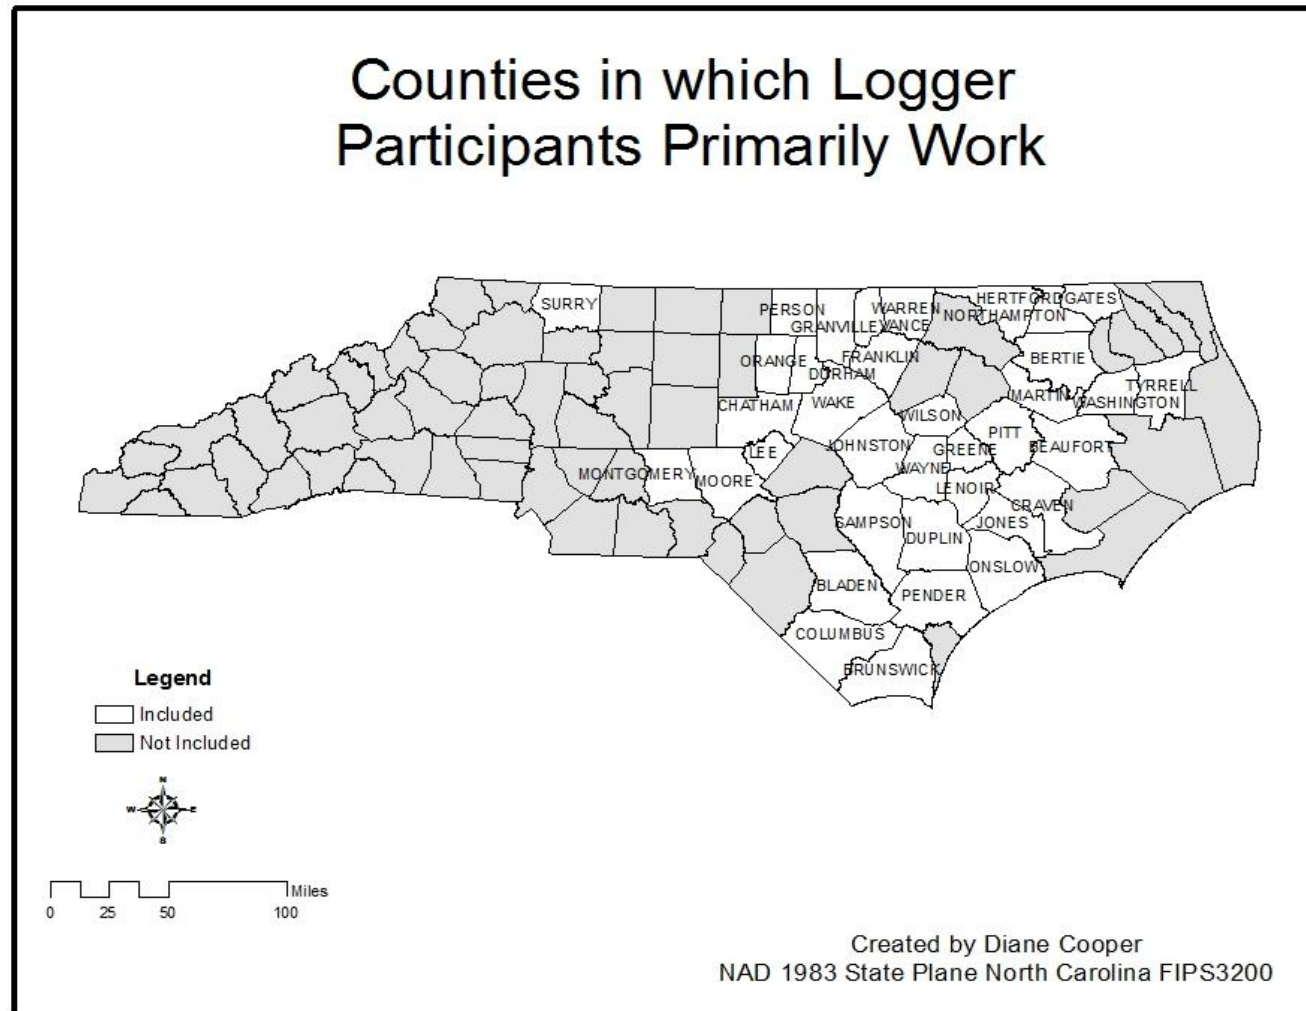 Counties in which Logger
Participants Primarily Work
SURRY
PERSON
GRANVILLE
WARREN
VANCE
HERTFORD
GATES
NORTHAMPTON
ORANGE
DURHAM
FRANKLIN
BERTIE
CHATHAM
WAKE
WILSON
MARTIN
WASHINGTON
TYRRELL
JOHNSTON
PITT
GREENE
BEAUFORT
LEE
MONTGOMERY
MOORE
WAYNE
LENOIR
CRAVEN
SAMPSON
DUPLIN
JONES
ONSLOW
BLADEN
PENDER
COLUMBUS
BRUNSWICK
Legend
Included
Not Included
N
W E
S
Miles
0 25 50 100
Created by Diane Cooper
NAD 1983 State Plane North Carolina FIPS3200